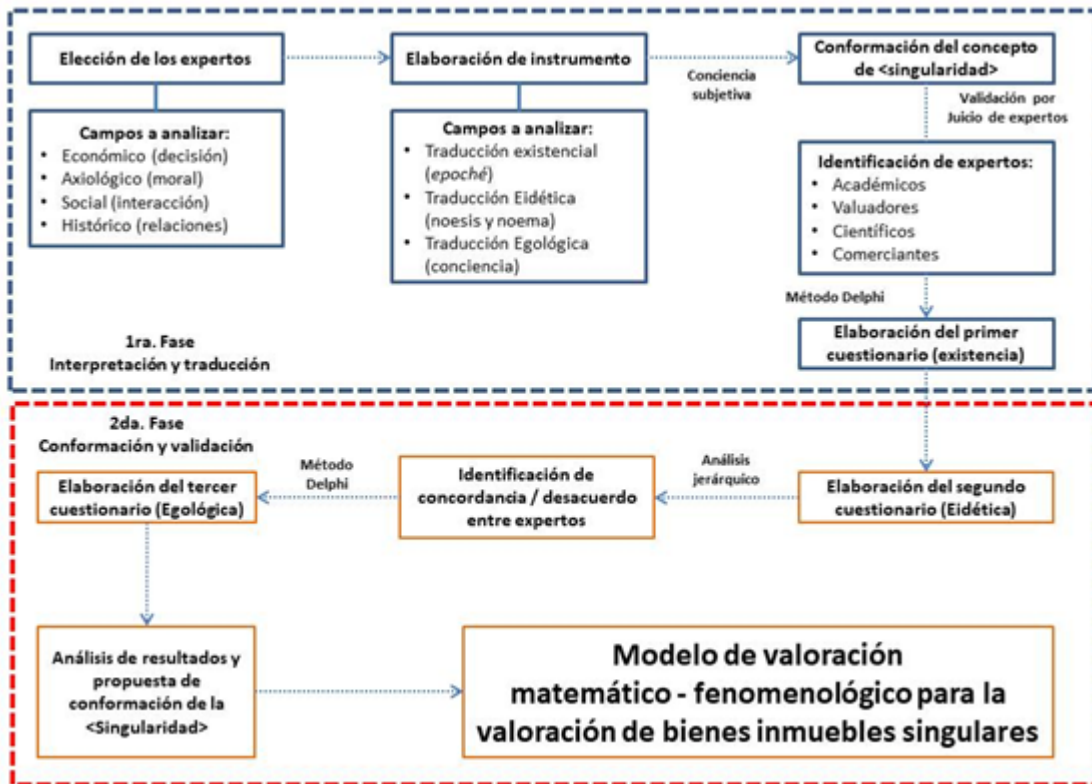 Elección de los expertos
Campos a analizar:
• Económico (decisión)
• Axiológico (moral)
• Social (interacción)
• Histórico (relaciones)
Elaboración de instrumento
Campos a analizar:
• Traducción existencial
(epoché)
• Traducción Eidética
(noesis y noema)
• Traducción Egológica
(conciencia)
Conciencia
subjetiva
Conformación del concepto
de <singularidad>
Validación por
Juicio de expertos
Identificación de expertos:
• Académicos
• Valuadores
• Científicos
• Comerciantes
Método Delphi
Elaboración del primer
cuestionario (existencia)
1ra. Fase
Interpretación y traducción
2da. Fase
Conformación y validación
Elaboración del segundo
cuestionario (Eidética)
Análisis
jerárquico
Identificación de
concordancia / desacuerdo
entre expertos
Método
Delphi
Elaboración del tercer
cuestionario (Egológica)
Análisis de resultados y
propuesta de
conformación de la
<Singularidad>
Modelo de valoración
matemático - fenomenológico para la
valoración de bienes inmuebles singulares